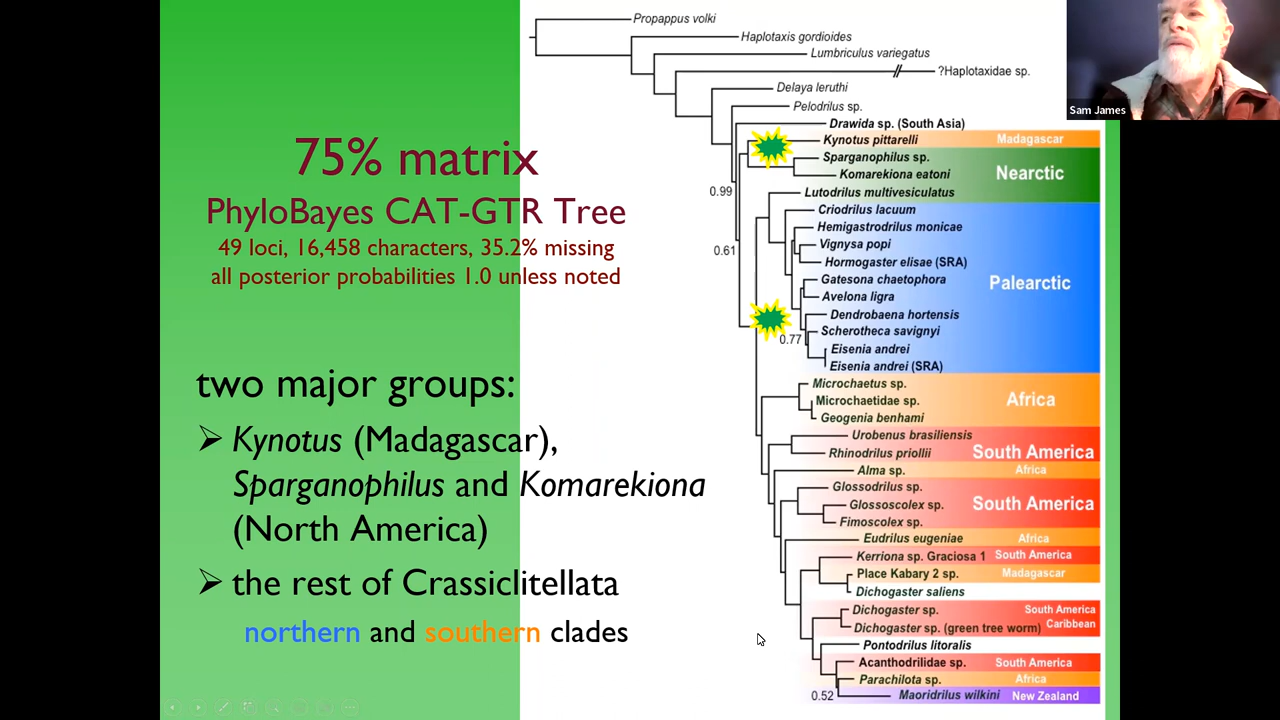 75% matrix
PhyloBayes CAT-GTR Tree
49 loci, 16,458 characters, 35.2% missing
all posterior probabilities 1.0 unless noted
two major groups:
➢ Kynotus (Madagascar),
Sparganophilus and Komarekiona
(North America)
➢ the rest of Crassiclitellata
northern and southern clades
Propappus volki
Haplotaxis gordioides
Lumbriculus variegatus
?Haplotaxidae sp.
Delaya leruthi
Pelodrilus sp.
Drawida sp. (South Asia)
Kynotus pittarelli Madagascar
Sparganophilus sp.
Komarekiona eatoni
Nearctic
0.99
Lutodrilus multivesiculatus
Criodrilus lacuum
Hemigastrodrilus monicae
Vignysa popi
0.61
Hormogaster elisae (SRA)
Gatesona chaetophora
Palearctic
Avelona ligra
Dendrobaena hortensis
Scherotheca savignyi
0.77
Eisenia andrei
Eisenia andrei (SRA)
Microchaetus sp.
Microchaetidae sp.
Africa
Geogenia benhami
Urobenus brasiliensis
Rhinodrilus priollii South America
Alma sp. Africa
Glossodrilus sp.
Glossoscolex sp. South America
Fimoscolex sp.
Eudrilus eugeniae Africa
Kerriona sp. Graciosa 1 South America
Place Kabary 2 sp. Madagascar
Dichogaster saliens
Dichogaster sp. South America
Dichogaster sp. (green tree worm) Caribbean
Pontodrilus litoralis
Acanthodrilidae sp. South America
Parachilota sp. Africa
0.52
Maoridrilus wilkini New Zealand
Sam James